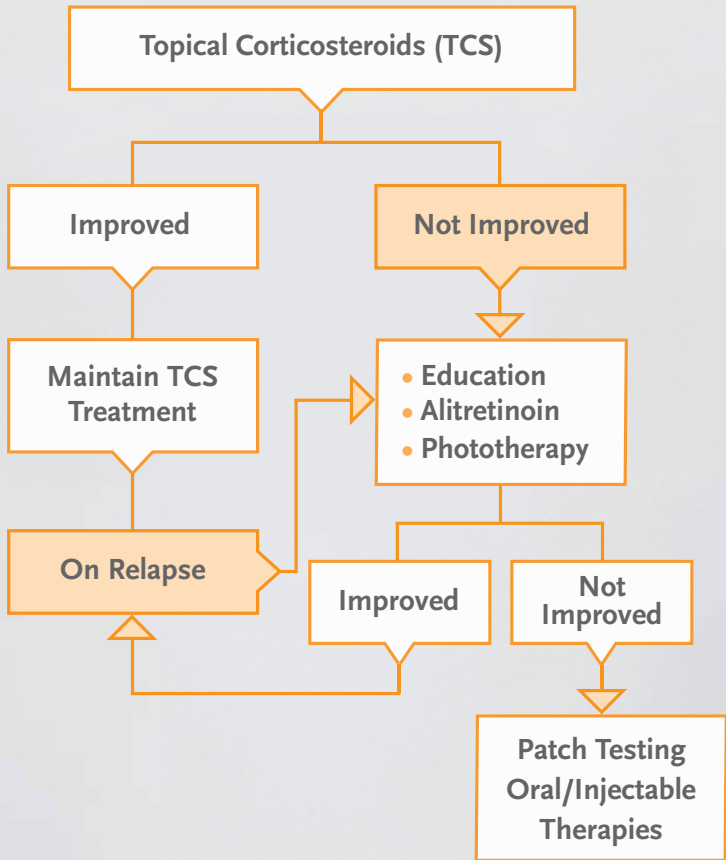 Topical Corticosteroids (TCS)
Improved
Not Improved
Maintain TCS
Treatment
• Education
• Alitretinoin
• Phototherapy
On Relapse
Improved
Not
Improved
Patch Testing
Oral/Injectable
Therapies